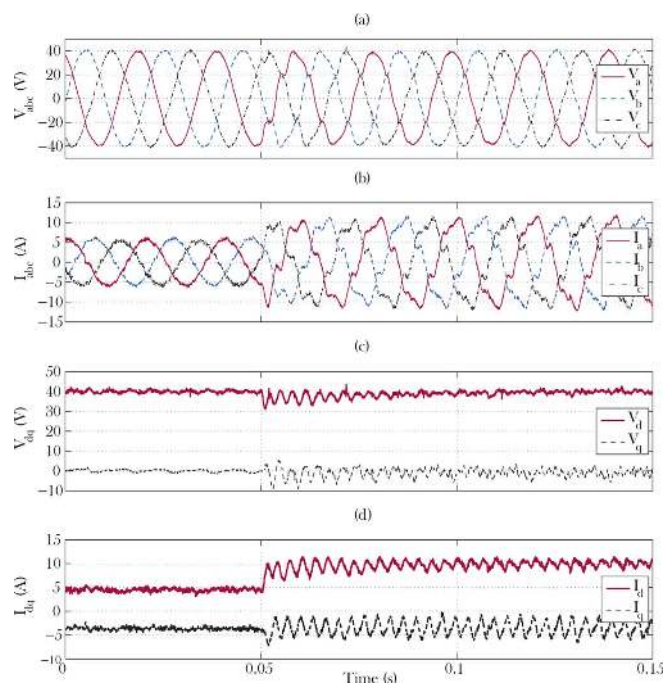 (a)
V_abc (V)
40
20
0
−20
−40
V_a
V_b
V_c
(b)
I_abc (A)
15
10
5
0
−5
−10
−15
I_a
I_b
I_c
(c)
V_dq (V)
50
40
30
20
10
0
−10
V_d
V_q
(d)
I_dq (A)
15
10
5
0
−5
−10
I_d
I_q
0
0.05
0.1
0.15
Time (s)